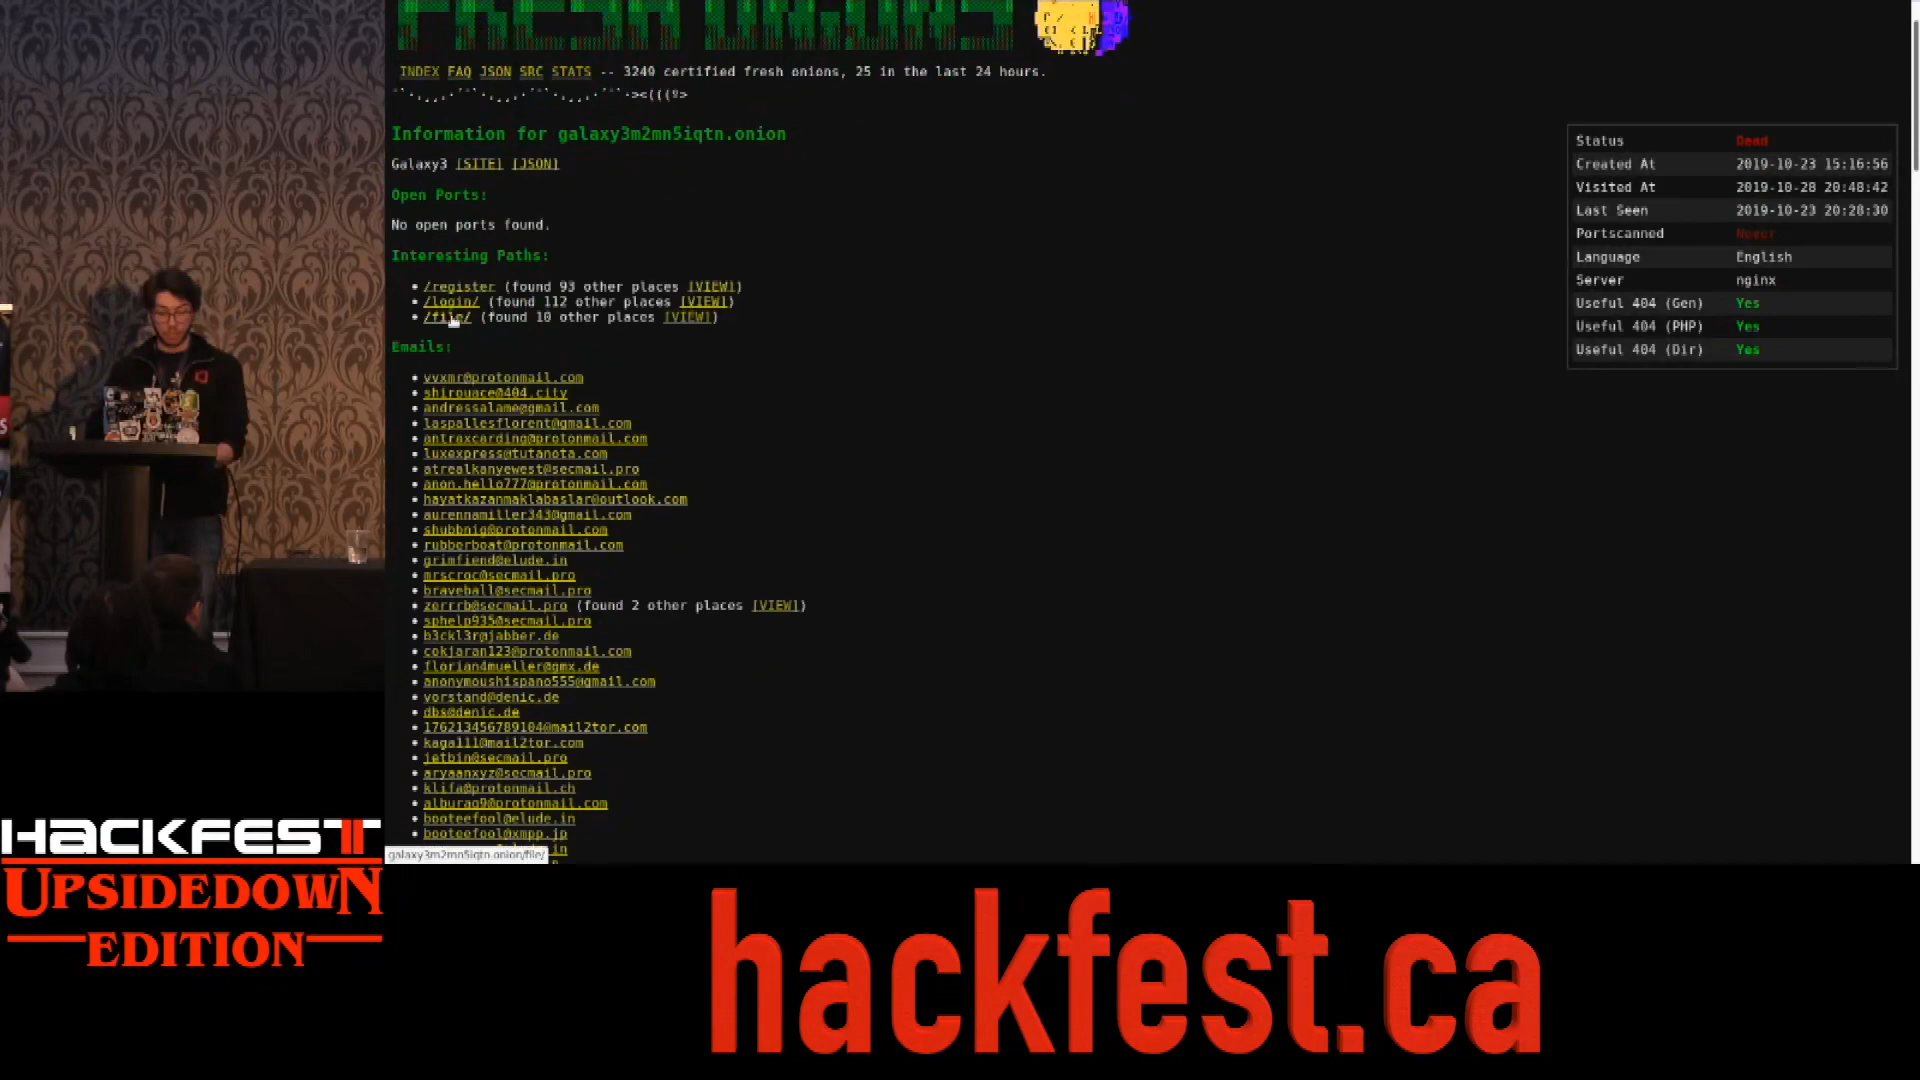 FRESH ONIONS
INDEX FAQ JSON SRC STATS -- 3249 certified fresh onions, 25 in the last 24 hours.
Information for galaxy3m2mn5iqtn.onion
Galaxy3 [SITE] [JSON]
Open Ports:
No open ports found.
Interesting Paths:
/register (found 93 other places [VIEW])
/login/ (found 112 other places [VIEW])
/file/ (found 10 other places [VIEW])
Emails:
vvxmr@protonmail.com
shirouace@404.city
andressalame@gmail.com
laspallesflorent@gmail.com
antraxcarding@protonmail.com
luxexpress@tutanota.com
atrealkanyewest@secmail.pro
anon.hello777@protonmail.com
hayatkazanmaklabaslar@outlook.com
aurennamiller343@gmail.com
shubbnig@protonmail.com
rubberboat@protonmail.com
grimfiend@elude.in
mrscroc@secmail.pro
braveball@secmail.pro
zerrrb@secmail.pro (found 2 other places [VIEW])
sphelp935@secmail.pro
b3ckl3r@jabber.de
cokjaran123@protonmail.com
florian4mueller@gmx.de
anonymoushispano555@gmail.com
vorstand@denic.de
dbs@denic.de
176213456789104@mail2tor.com
kaga111@mail2tor.com
jetbin@secmail.pro
aryaanxyz@secmail.pro
klifa@protonmail.ch
alburaq9@protonmail.com
booteefool@elude.in
booteefool@xmpp.jp
galaxy3m2mn5iqtn.onion/file/
Status Dead
Created At 2019-10-23 15:16:56
Visited At 2019-10-28 20:48:42
Last Seen 2019-10-23 20:28:30
Portscanned Never
Language English
Server nginx
Useful 404 (Gen) Yes
Useful 404 (PHP) Yes
Useful 404 (Dir) Yes
HACKFEST
UPSIDEDOWN
EDITION
hackfest.ca